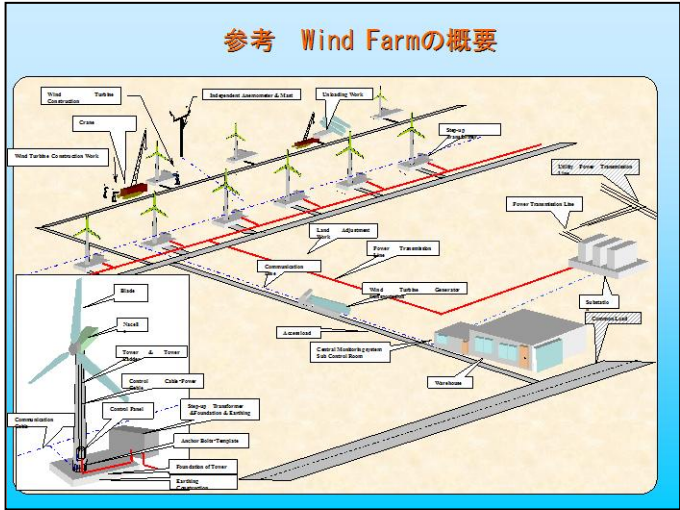 参考　Wind Farmの概要
Wind Turbine
Construction
Independent Anemometer & Mast
Unloading Work
Crane
Step-up
Transformer
Wind Turbine Construction Work
Utility Power Transmission
Line
Power Transmission Line
Land Adjustment
Work
Power Transmission
Line
Communication
Line
Wind Turbine Generator
Substatio
Common Load
Access load
Central Monitoring system
Sub Control Room
Warehouse
Blade
Nacell
Tower & Tower
Ladder
Control Cable・Power
Cable
Control Panel
Step-up Transformer
&Foundation & Earthing
Communication
Cable
Anchor Bolts・Template
Foundation of Tower
Earthing
Construction